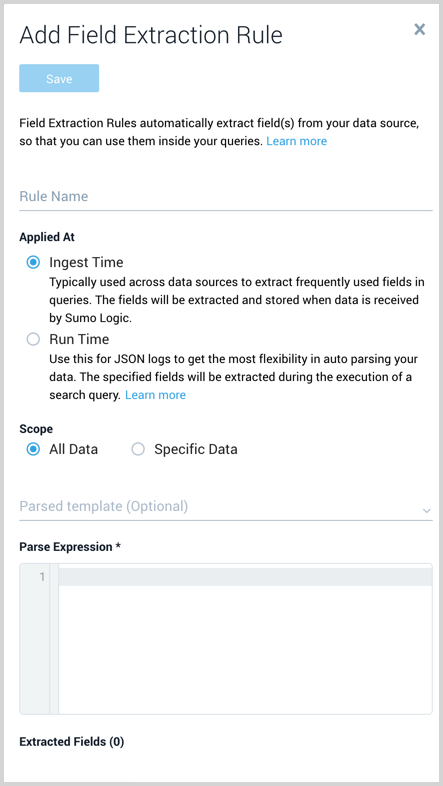 Add Field Extraction Rule
Save
Field Extraction Rules automatically extract field(s) from your data source,
so that you can use them inside your queries. Learn more
Rule Name
Applied At
Ingest Time
Typically used across data sources to extract frequently used fields in
queries. The fields will be extracted and stored when data is received
by Sumo Logic.
Run Time
Use this for JSON logs to get the most flexibility in auto parsing your
data. The specified fields will be extracted during the execution of a
search query. Learn more
Scope
All Data Specific Data
Parsed template (Optional)
Parse Expression *
1
Extracted Fields (0)